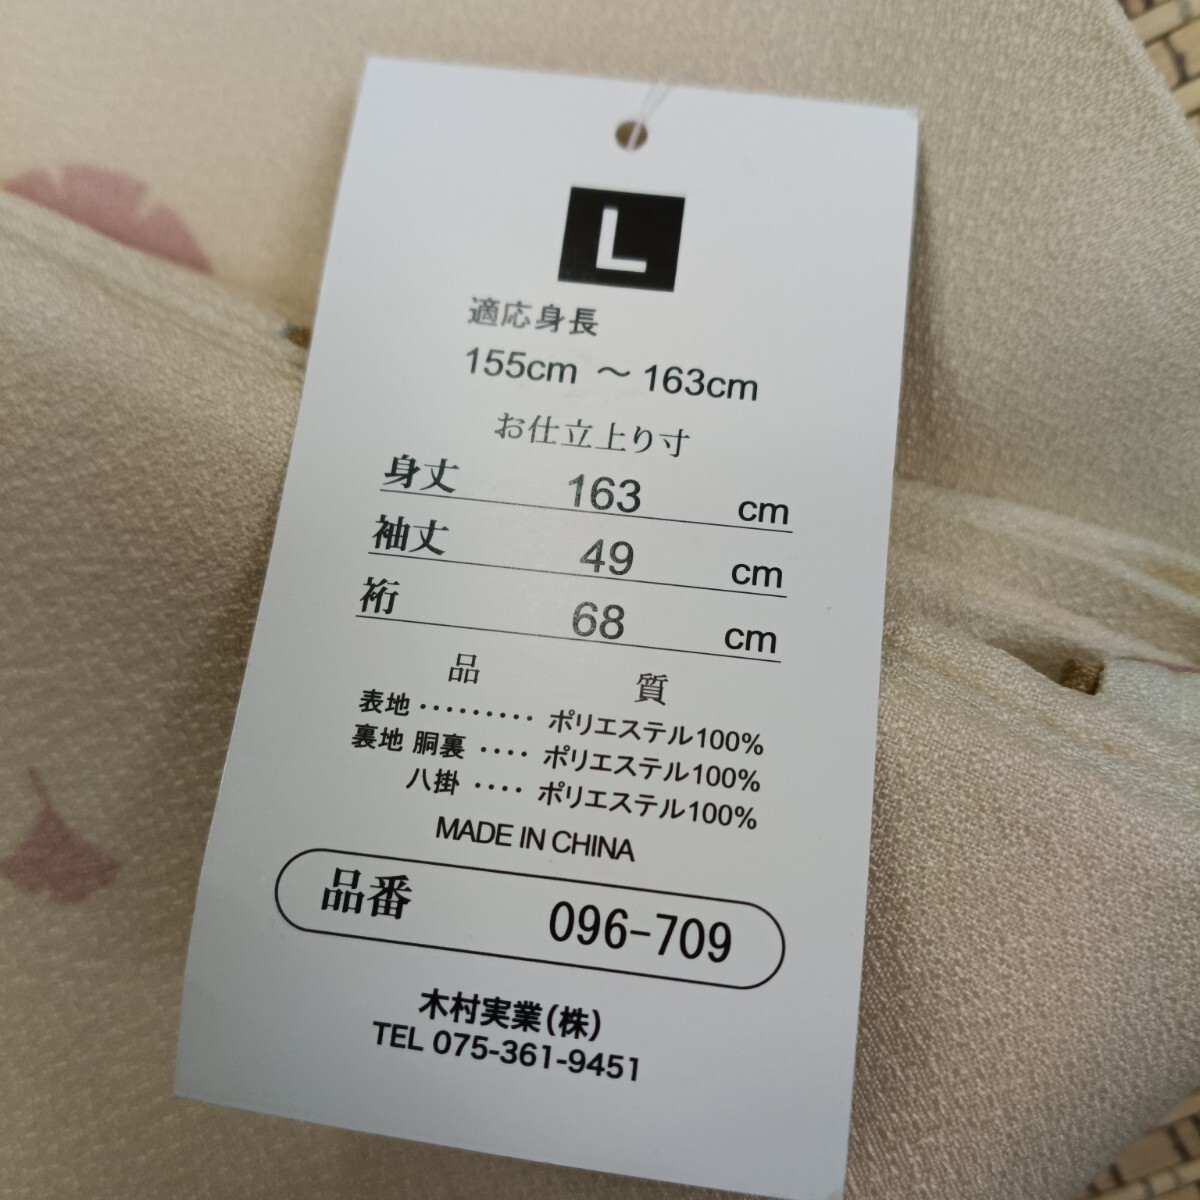 L
適応身長
155cm ～ 163cm
お仕立上り寸
身丈 163 cm
袖丈 49 cm
裄 68 cm
品 質
表地 ········· ポリエステル100%
裏地 胴裏 ···· ポリエステル100%
八掛 ···· ポリエステル100%
MADE IN CHINA
品番 096-709
木村実業(株)
TEL 075-361-9451